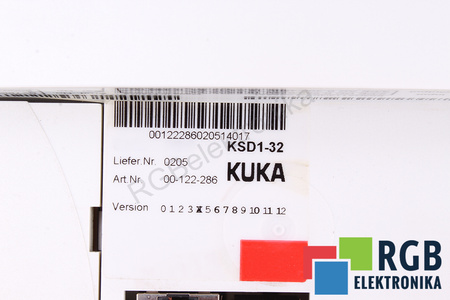 00122286020514017
KSD1-32
Liefer.Nr. 0205
Art.Nr. 00-122-286
KUKA
Version 0 1 2 3 X 5 6 7 8 9 10 11 12
RGBelektronika
RGB
ELEKTRONIKA